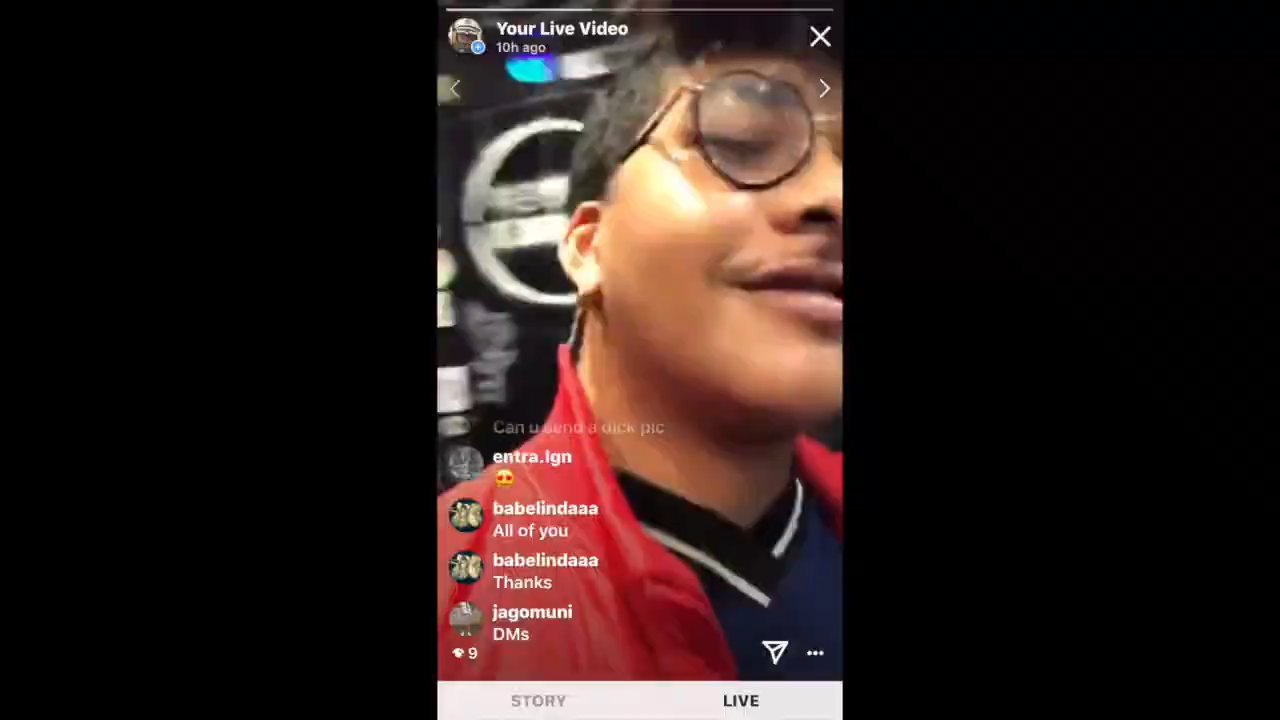 Your Live Video
10h ago
Can u send a dick pic
entra.lgn
😍
babelindaaa
All of you
babelindaaa
Thanks
jagomuni
DMs
9
STORY
LIVE